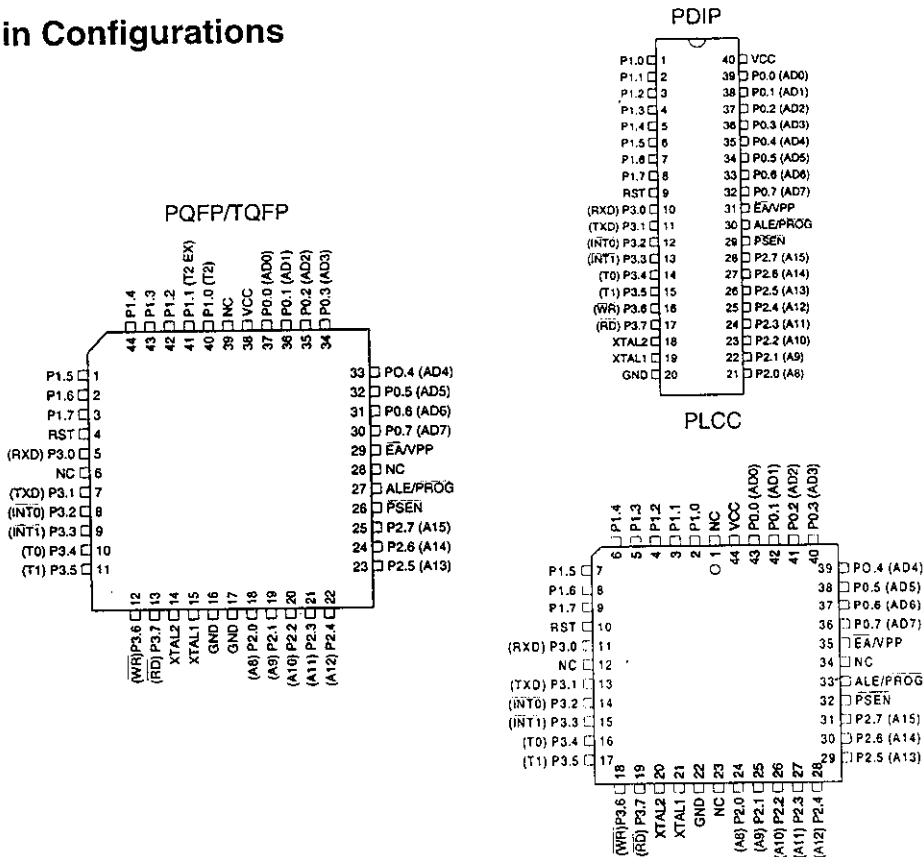 in Configurations
PDIP
P1.0 1 40 VCC
P1.1 2 39 P0.0 (AD0)
P1.2 3 38 P0.1 (AD1)
P1.3 4 37 P0.2 (AD2)
P1.4 5 36 P0.3 (AD3)
P1.5 6 35 P0.4 (AD4)
P1.6 7 34 P0.5 (AD5)
P1.7 8 33 P0.6 (AD6)
RST 9 32 P0.7 (AD7)
(RXD) P3.0 10 31 EA/VPP
(TXD) P3.1 11 30 ALE/PROG
(INT0) P3.2 12 29 PSEN
(INT1) P3.3 13 28 P2.7 (A15)
(T0) P3.4 14 27 P2.6 (A14)
(T1) P3.5 15 26 P2.5 (A13)
(WR) P3.6 16 25 P2.4 (A12)
(RD) P3.7 17 24 P2.3 (A11)
XTAL2 18 23 P2.2 (A10)
XTAL1 19 22 P2.1 (A9)
GND 20 21 P2.0 (A8)
PQFP/TQFP
44 P1.4
43 P1.3
42 P1.2
41 P1.1 (T2 EX)
40 P1.0 (T2)
39 NC
38 VCC
37 P0.0 (AD0)
36 P0.1 (AD1)
35 P0.2 (AD2)
34 P0.3 (AD3)
P1.5 1 33 P0.4 (AD4)
P1.6 2 32 P0.5 (AD5)
P1.7 3 31 P0.6 (AD6)
RST 4 30 P0.7 (AD7)
(RXD) P3.0 5 29 EA/VPP
NC 6 28 NC
(TXD) P3.1 7 27 ALE/PROG
(INT0) P3.2 8 26 PSEN
(INT1) P3.3 9 25 P2.7 (A15)
(T0) P3.4 10 24 P2.6 (A14)
(T1) P3.5 11 23 P2.5 (A13)
(WR)P3.6 12
(RD) P3.7 13
XTAL2 14
XTAL1 15
GND 16
GND 17
(A8) P2.0 18
(A9) P2.1 19
(A10) P2.2 20
(A11) P2.3 21
(A12) P2.4 22
PLCC
6 P1.4
5 P1.3
4 P1.2
3 P1.1
2 P1.0
1 NC
44 VCC
43 P0.0 (AD0)
42 P0.1 (AD1)
41 P0.2 (AD2)
40 P0.3 (AD3)
P1.5 7 39 P0.4 (AD4)
P1.6 8 38 P0.5 (AD5)
P1.7 9 37 P0.6 (AD6)
RST 10 36 P0.7 (AD7)
(RXD) P3.0 11 35 EA/VPP
NC 12 34 NC
(TXD) P3.1 13 33 ALE/PROG
(INT0) P3.2 14 32 PSEN
(INT1) P3.3 15 31 P2.7 (A15)
(T0) P3.4 16 30 P2.6 (A14)
(T1) P3.5 17 29 P2.5 (A13)
(WR)P3.6 18
(RD) P3.7 19
XTAL2 20
XTAL1 21
GND 22
NC 23
(A8) P2.0 24
(A9) P2.1 25
(A10) P2.2 26
(A11) P2.3 27
(A12) P2.4 28